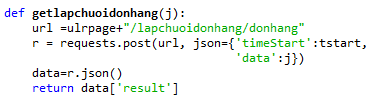 def getlapchuoidonhang(j):
    url =ulrpage+"/lapchuoidonhang/donhang"
    r = requests.post(url, json={'timeStart':tstart,
                                 'data':j})
    data=r.json()
    return data['result']